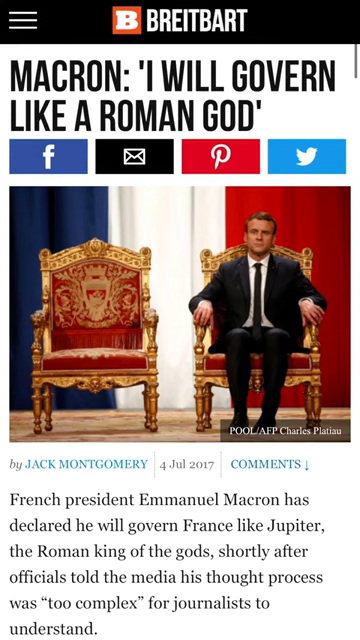 BREITBART
MACRON: 'I WILL GOVERN
LIKE A ROMAN GOD'
POOL/AFP Charles Platiau
by JACK MONTGOMERY 4 Jul 2017 COMMENTS ↓
French president Emmanuel Macron has
declared he will govern France like Jupiter,
the Roman king of the gods, shortly after
officials told the media his thought process
was “too complex” for journalists to
understand.